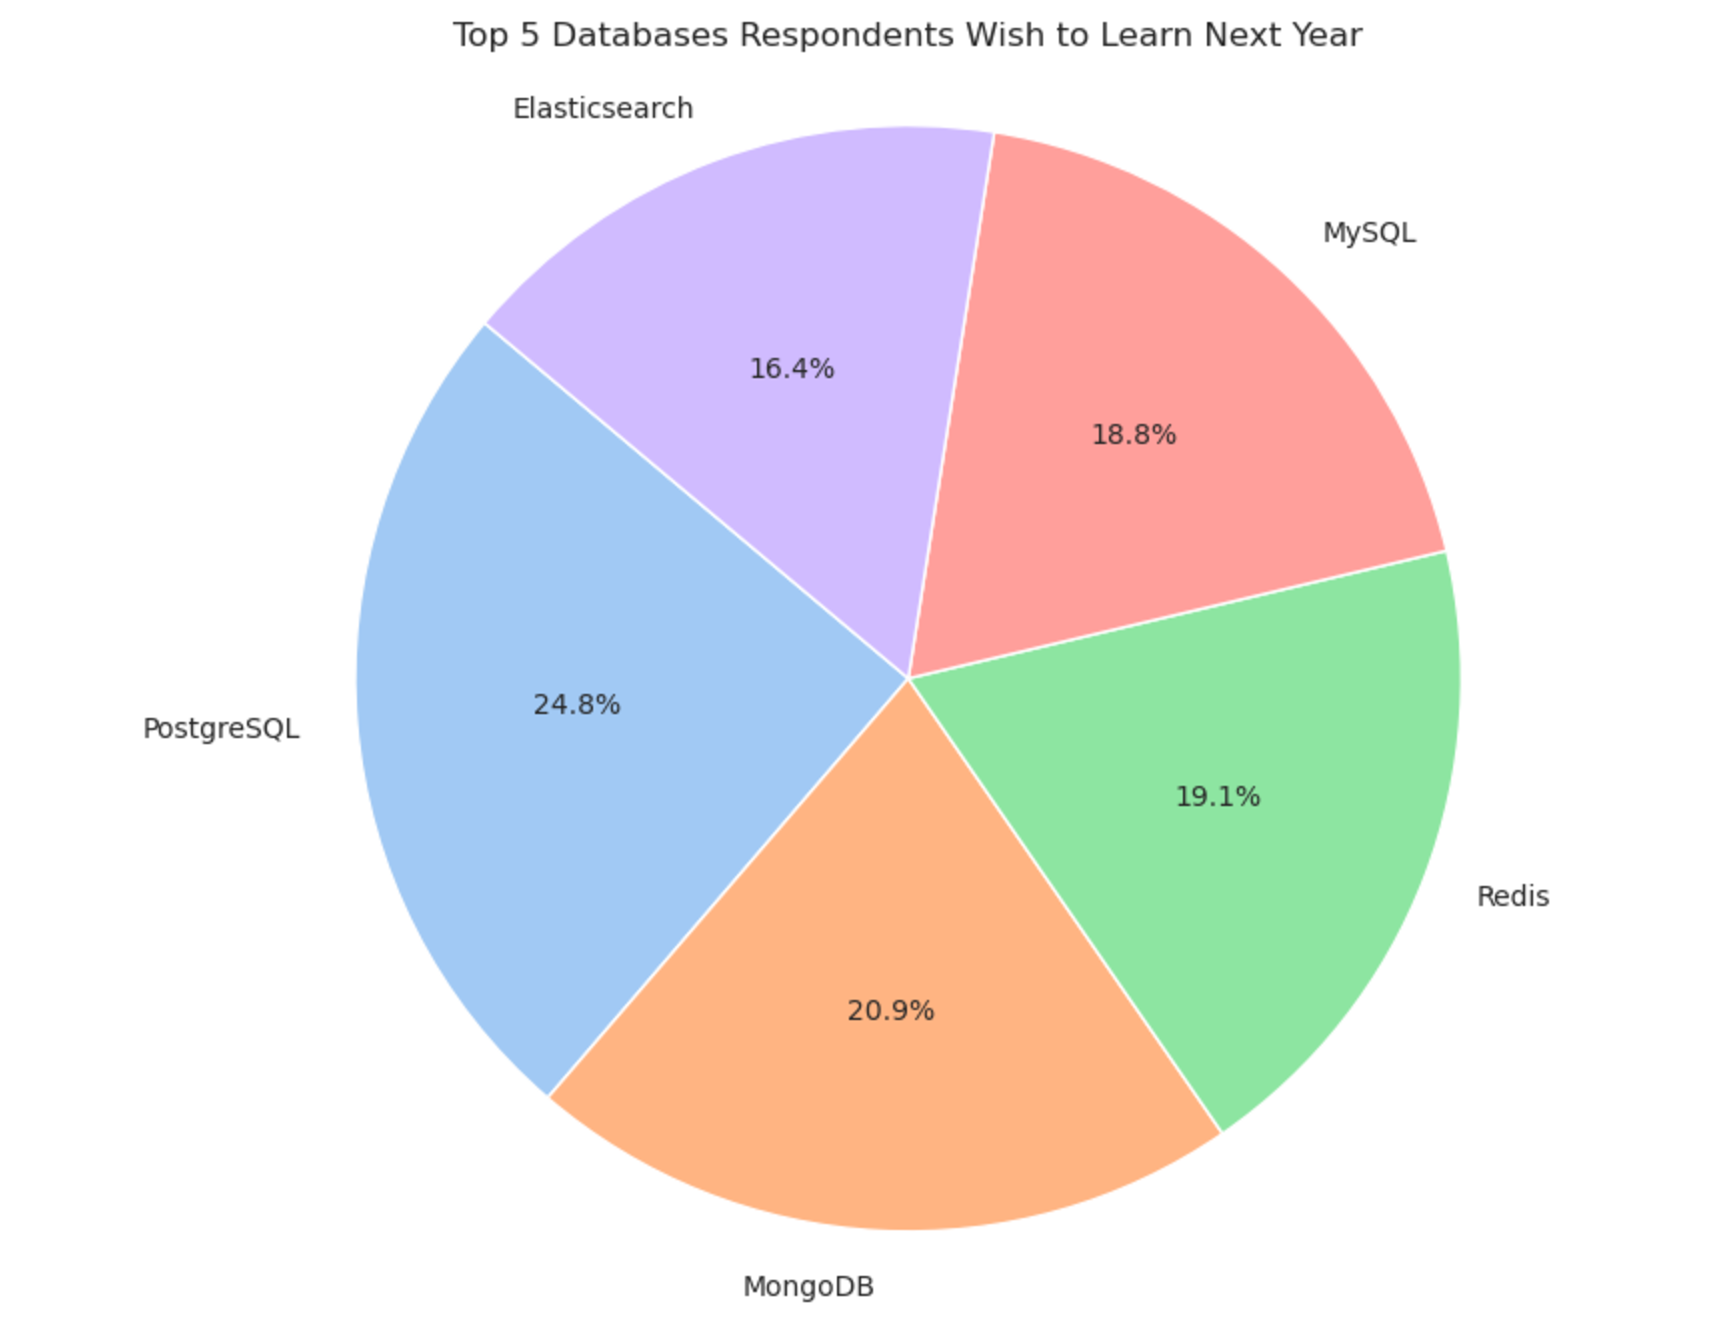 Top 5 Databases Respondents Wish to Learn Next Year
Elasticsearch
MySQL
16.4%
18.8%
24.8%
PostgreSQL
19.1%
Redis
20.9%
MongoDB